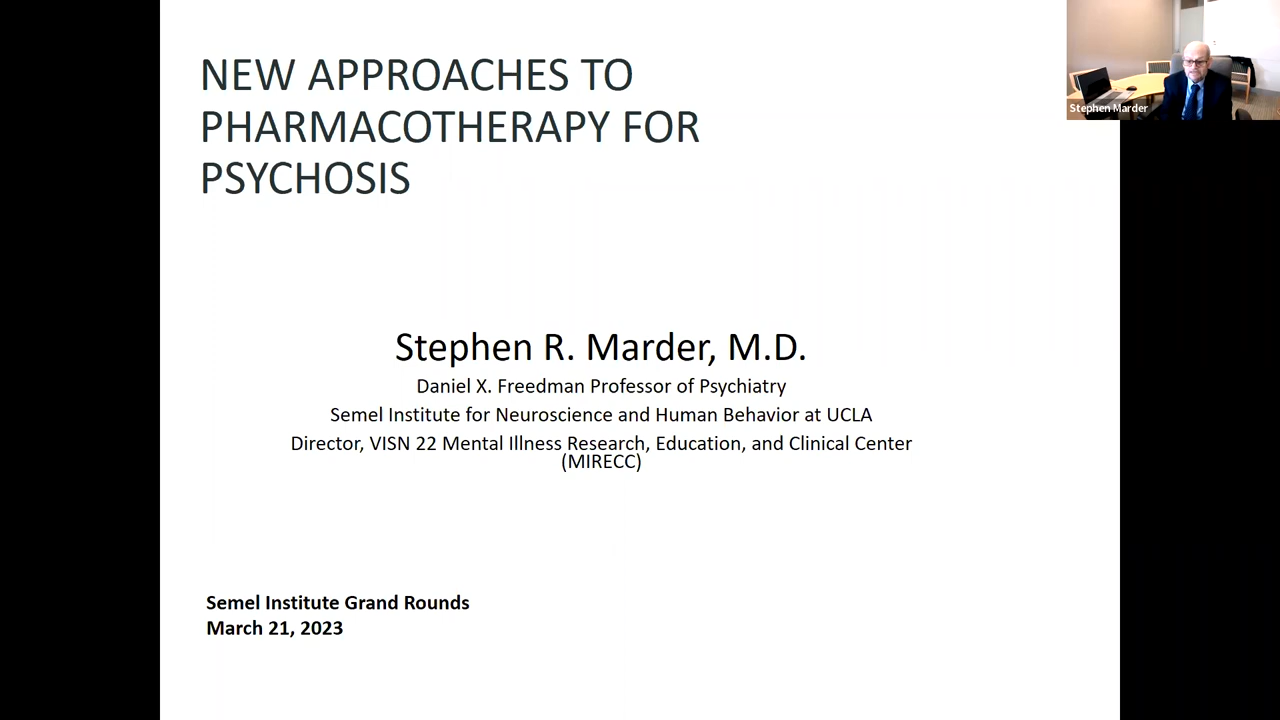 NEW APPROACHES TO
PHARMACOTHERAPY FOR
PSYCHOSIS
Stephen Marder
Stephen R. Marder, M.D.
Daniel X. Freedman Professor of Psychiatry
Semel Institute for Neuroscience and Human Behavior at UCLA
Director, VISN 22 Mental Illness Research, Education, and Clinical Center
(MIRECC)
Semel Institute Grand Rounds
March 21, 2023